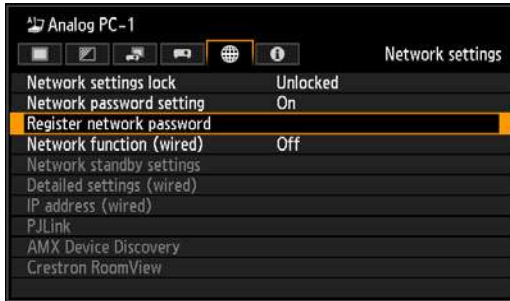 Analog PC-1
Network settings
Network settings lock Unlocked
Network password setting On
Register network password
Network function (wired) Off
Network standby settings
Detailed settings (wired)
IP address (wired)
PJLink
AMX Device Discovery
Crestron RoomView